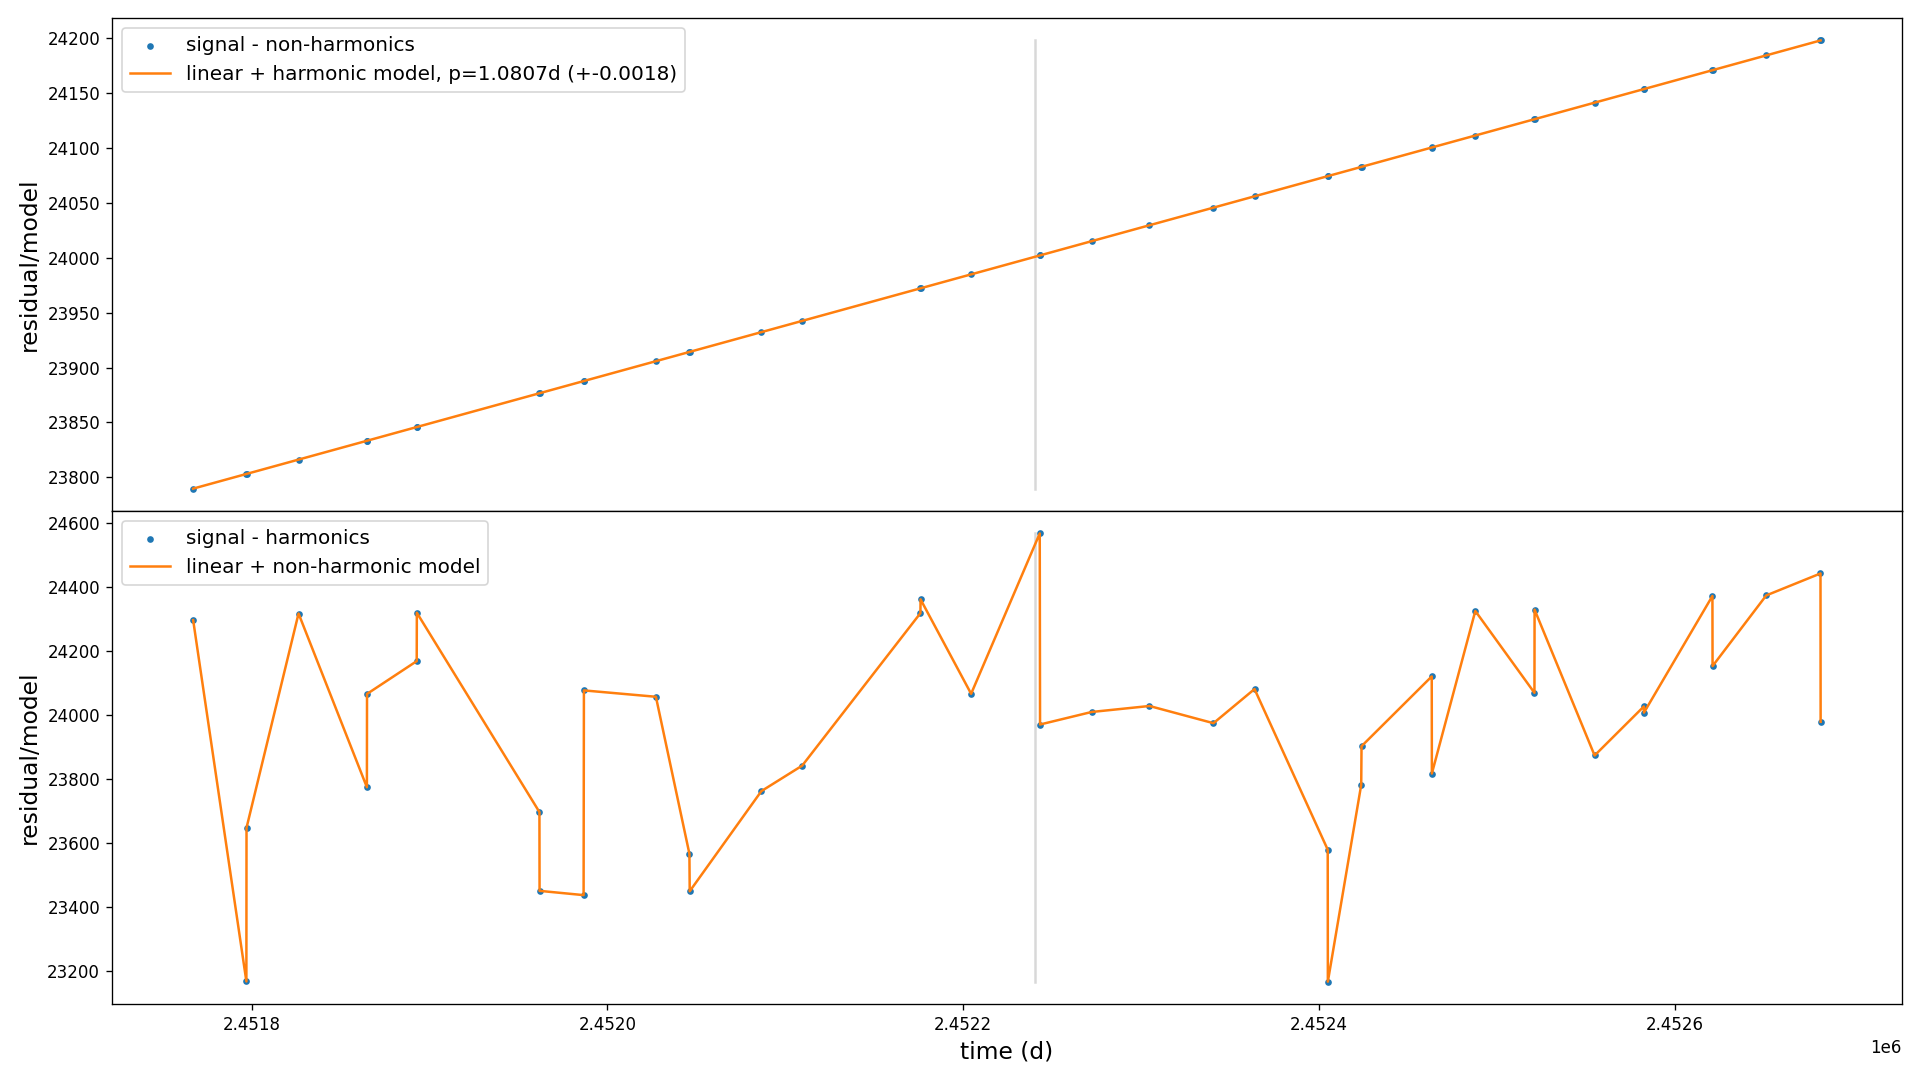 signal - non-harmonics
linear + harmonic model, p=1.0807d (+-0.0018)
24200
24150
24100
24050
24000
23950
23900
23850
23800
residual/model
signal - harmonics
linear + non-harmonic model
24600
24400
24200
24000
23800
23600
23400
23200
residual/model
2.4518
2.4520
2.4522
2.4524
2.4526
time (d)
1e6